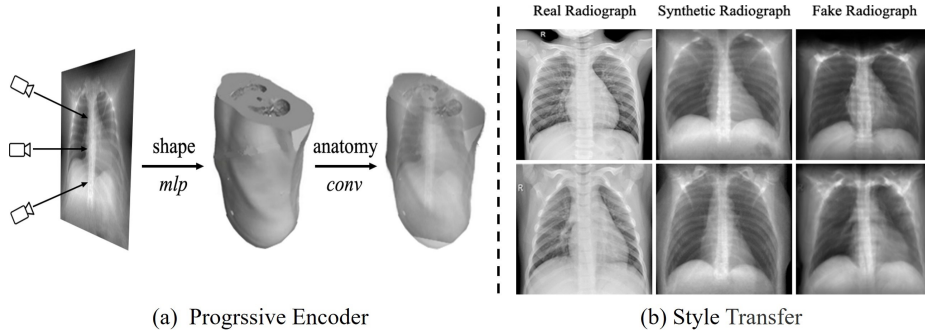 shape
mlp
anatomy
conv
(a) Progrssive Encoder
Real Radiograph
Synthetic Radiograph
Fake Radiograph
R
R
(b) Style Transfer